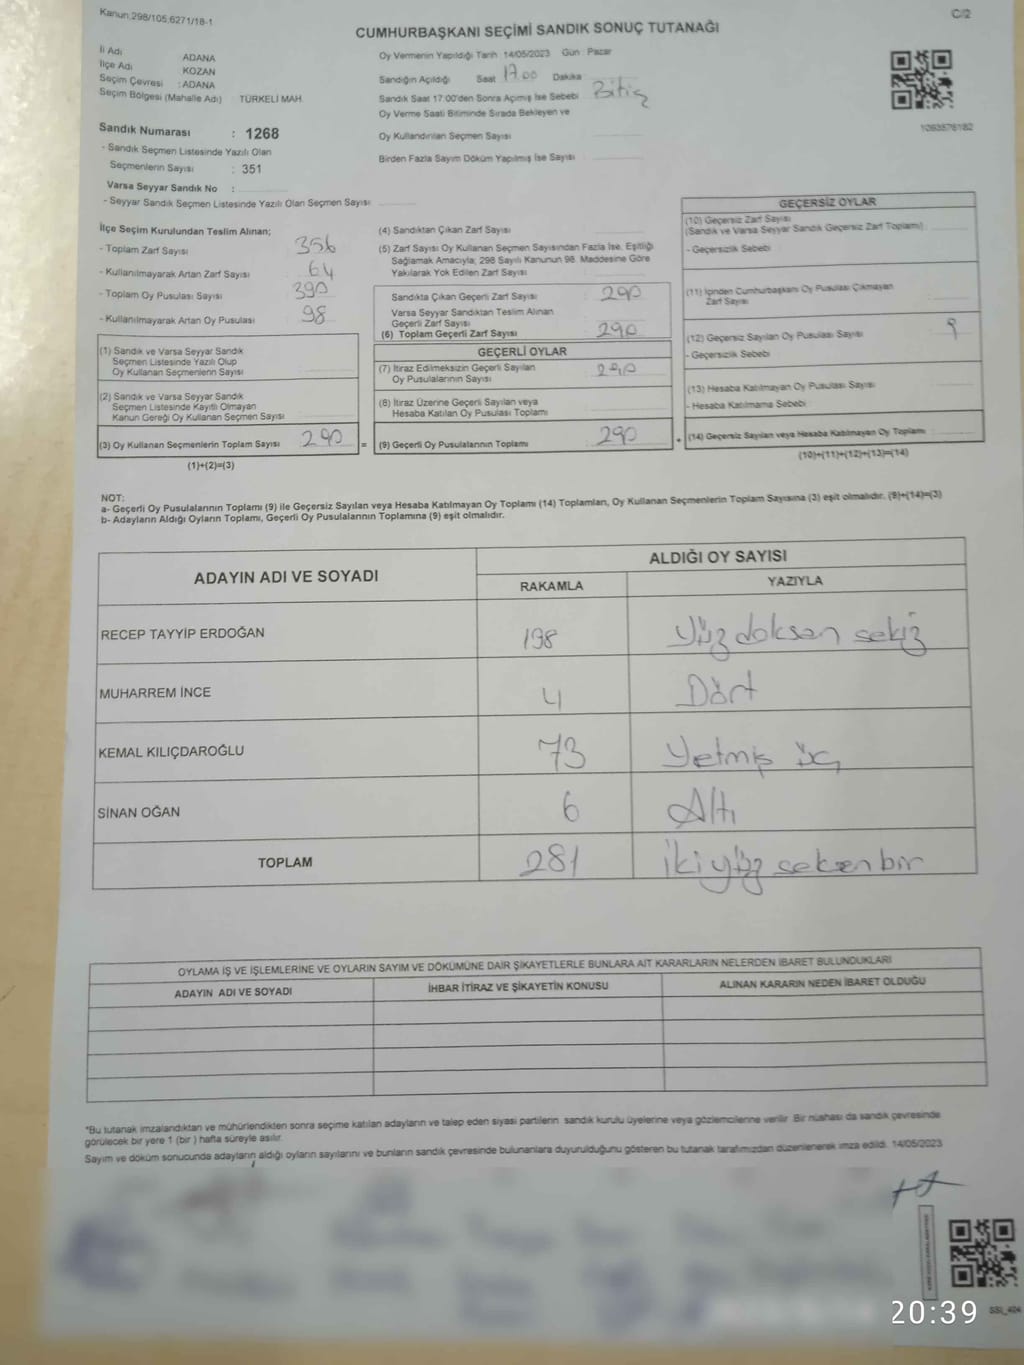 Kanun:298/105,6271/18-1
C/2
CUMHURBAŞKANI SEÇİMİ SANDIK SONUÇ TUTANAĞI
İl Adı ADANA
İlçe Adı KOZAN
Seçim Çevresi : ADANA
Seçim Bölgesi (Mahalle Adı) TÜRKELİ MAH.
Sandık Numarası : 1268
- Sandık Seçmen Listesinde Yazılı Olan
Seçmenlerin Sayısı : 351
Varsa Seyyar Sandık No :
- Seyyar Sandık Seçmen Listesinde Yazılı Olan Seçmen Sayısı
Oy Vermenin Yapıldığı Tarih : 14/05/2023 Gün : Pazar
Sandığın Açıldığı Saat 17.00 Dakika
Sandık Saat 17:00'den Sonra Açımış İse Sebebi Bitiş
Oy Verme Saati Bitiminde Sırada Bekleyen ve
Oy Kullandırılan Seçmen Sayısı
Birden Fazla Sayım Döküm Yapılmış İse Sayısı
1093576182
İlçe Seçim Kurulundan Teslim Alınan;
- Toplam Zarf Sayısı 356
- Kullanılmayarak Artan Zarf Sayısı 64
- Toplam Oy Pusulası Sayısı 390
- Kullanılmayarak Artan Oy Pusulası 98
(1) Sandık ve Varsa Seyyar Sandık
Seçmen Listesinde Yazılı Olup
Oy Kullanan Seçmenlerin Sayısı
(2) Sandık ve Varsa Seyyar Sandık
Seçmen Listesinde Kayıtlı Olmayan
Kanun Gereği Oy Kullanan Seçmen Sayısı
(3) Oy Kullanan Seçmenlerin Toplam Sayısı 290 =
(1)+(2)=(3)
(4) Sandıktan Çıkan Zarf Sayısı
(5) Zarf Sayısı Oy Kullanan Seçmen Sayısından Fazla İse, Eşitliği
Sağlamak Amacıyla, 298 Sayılı Kanunun 98. Maddesine Göre
Yakılarak Yok Edilen Zarf Sayısı
Sandıkta Çıkan Geçerli Zarf Sayısı 290
Varsa Seyyar Sandıktan Teslim Alınan
Geçerli Zarf Sayısı
(6) Toplam Geçerli Zarf Sayısı 290
GEÇERLİ OYLAR
(7) İtiraz Edilmeksizin Geçerli Sayılan
Oy Pusulalarının Sayısı 290
(8) İtiraz Üzerine Geçerli Sayılan veya
Hesaba Katılan Oy Pusulası Toplamı
(9) Geçerli Oy Pusulalarının Toplamı 290 +
GEÇERSİZ OYLAR
(10) Geçersiz Zarf Sayısı
(Sandık ve Varsa Seyyar Sandık Geçersiz Zarf Toplamı)
- Geçersizlik Sebebi
(11) İçinden Cumhurbaşkanı Oy Pusulası Çıkmayan
Zarf Sayısı
(12) Geçersiz Sayılan Oy Pusulası Sayısı 9
- Geçersizlik Sebebi
(13) Hesaba Katılmayan Oy Pusulası Sayısı
- Hesaba Katılmama Sebebi
(14) Geçersiz Sayılan veya Hesaba Katılmayan Oy Toplamı
(10)+(11)+(12)+(13)=(14)
NOT:
a- Geçerli Oy Pusulalarının Toplamı (9) ile Geçersiz Sayılan veya Hesaba Katılmayan Oy Toplamı (14) Toplamları, Oy Kullanan Seçmenlerin Toplam Sayısına (3) eşit olmalıdır. (9)+(14)=(3)
b- Adayların Aldığı Oyların Toplamı, Geçerli Oy Pusulalarının Toplamına (9) eşit olmalıdır.
ADAYIN ADI VE SOYADI
ALDIĞI OY SAYISI
RAKAMLA YAZIYLA
RECEP TAYYİP ERDOĞAN 198 Yüz doksan sekiz
MUHARREM İNCE 4 Dört
KEMAL KILIÇDAROĞLU 73 Yetmiş üç
SİNAN OĞAN 6 Altı
TOPLAM 281 İki yüz seksen bir
OYLAMA İŞ VE İŞLEMLERİNE VE OYLARIN SAYIM VE DÖKÜMÜNE DAİR ŞİKAYETLERLE BUNLARA AİT KARARLARIN NELERDEN İBARET BULUNDUKLARI
ADAYIN ADI VE SOYADI İHBAR İTİRAZ VE ŞİKAYETİN KONUSU ALINAN KARARIN NEDEN İBARET OLDUĞU
*Bu tutanak imzalandıktan ve mühürlendikten sonra seçime katılan adayların ve talep eden siyasi partilerin sandık kurulu üyelerine veya gözlemcilerine verilir. Bir nüshası da sandık çevresinde
görülecek bir yere 1 (bir ) hafta süreyle asılır.
Sayım ve döküm sonucunda adayların aldığı oyların sayılarını ve bunların sandık çevresinde bulunanlara duyurulduğunu gösteren bu tutanak tarafımızdan düzenlenerek imza edildi. 14/05/2023
20:39